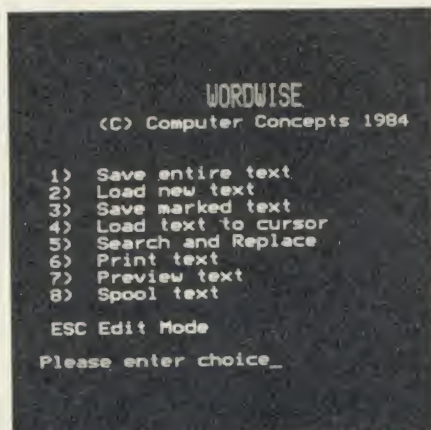 WORDWISE
(C) Computer Concepts 1984
1) Save entire text
2) Load new text
3) Save marked text
4) Load text to cursor
5) Search and Replace
6) Print text
7) Preview text
8) Spool text
ESC Edit Mode
Please enter choice_